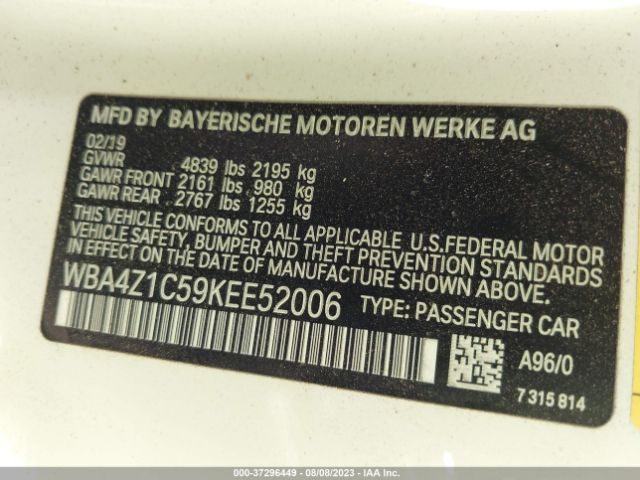 MFD BY BAYERISCHE MOTOREN WERKE AG
02/19
GVWR 4839 lbs 2195 kg
GAWR FRONT 2161 lbs 980 kg
GAWR REAR 2767 lbs 1255 kg
THIS VEHICLE CONFORMS TO ALL APPLICABLE U.S.FEDERAL MOTOR
VEHICLE SAFETY, BUMPER AND THEFT PREVENTION STANDARDS
IN EFFECT ON THE DATE OF MANUFACTURE SHOWN ABOVE.
WBA4Z1C59KEE52006 TYPE: PASSENGER CAR
A96/0
7 315 814
000-37296449 - 08/08/2023 - IAA Inc.